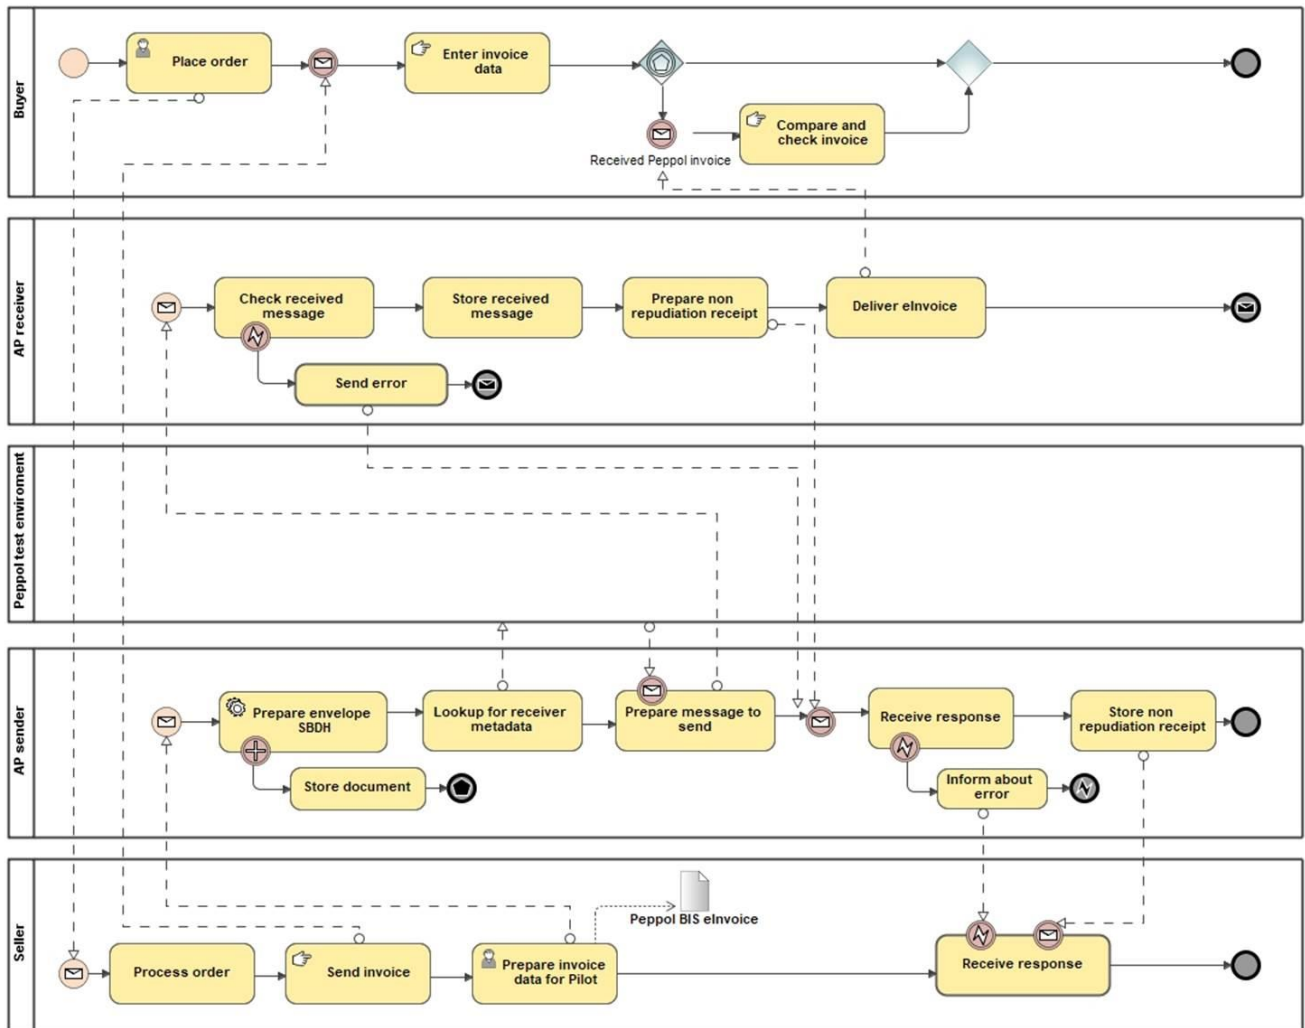 Buyer
Place order
Enter invoice
data
Received Peppol invoice
Compare and
check invoice
AP receiver
Check received
message
Store received
message
Prepare non
repudiation receipt
Deliver eInvoice
Send error
Peppol test enviroment
AP sender
Prepare envelope
SBDH
Lookup for receiver
metadata
Prepare message to
send
Receive response
Store non
repudiation receipt
Store document
Inform about
error
Seller
Peppol BIS eInvoice
Process order
Send invoice
Prepare invoice
data for Pilot
Receive response